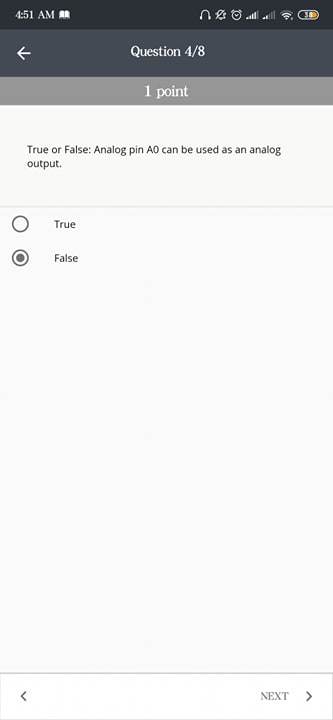 4:51 AM
Question 4/8
1 point
True or False: Analog pin A0 can be used as an analog
output.
True
False
NEXT